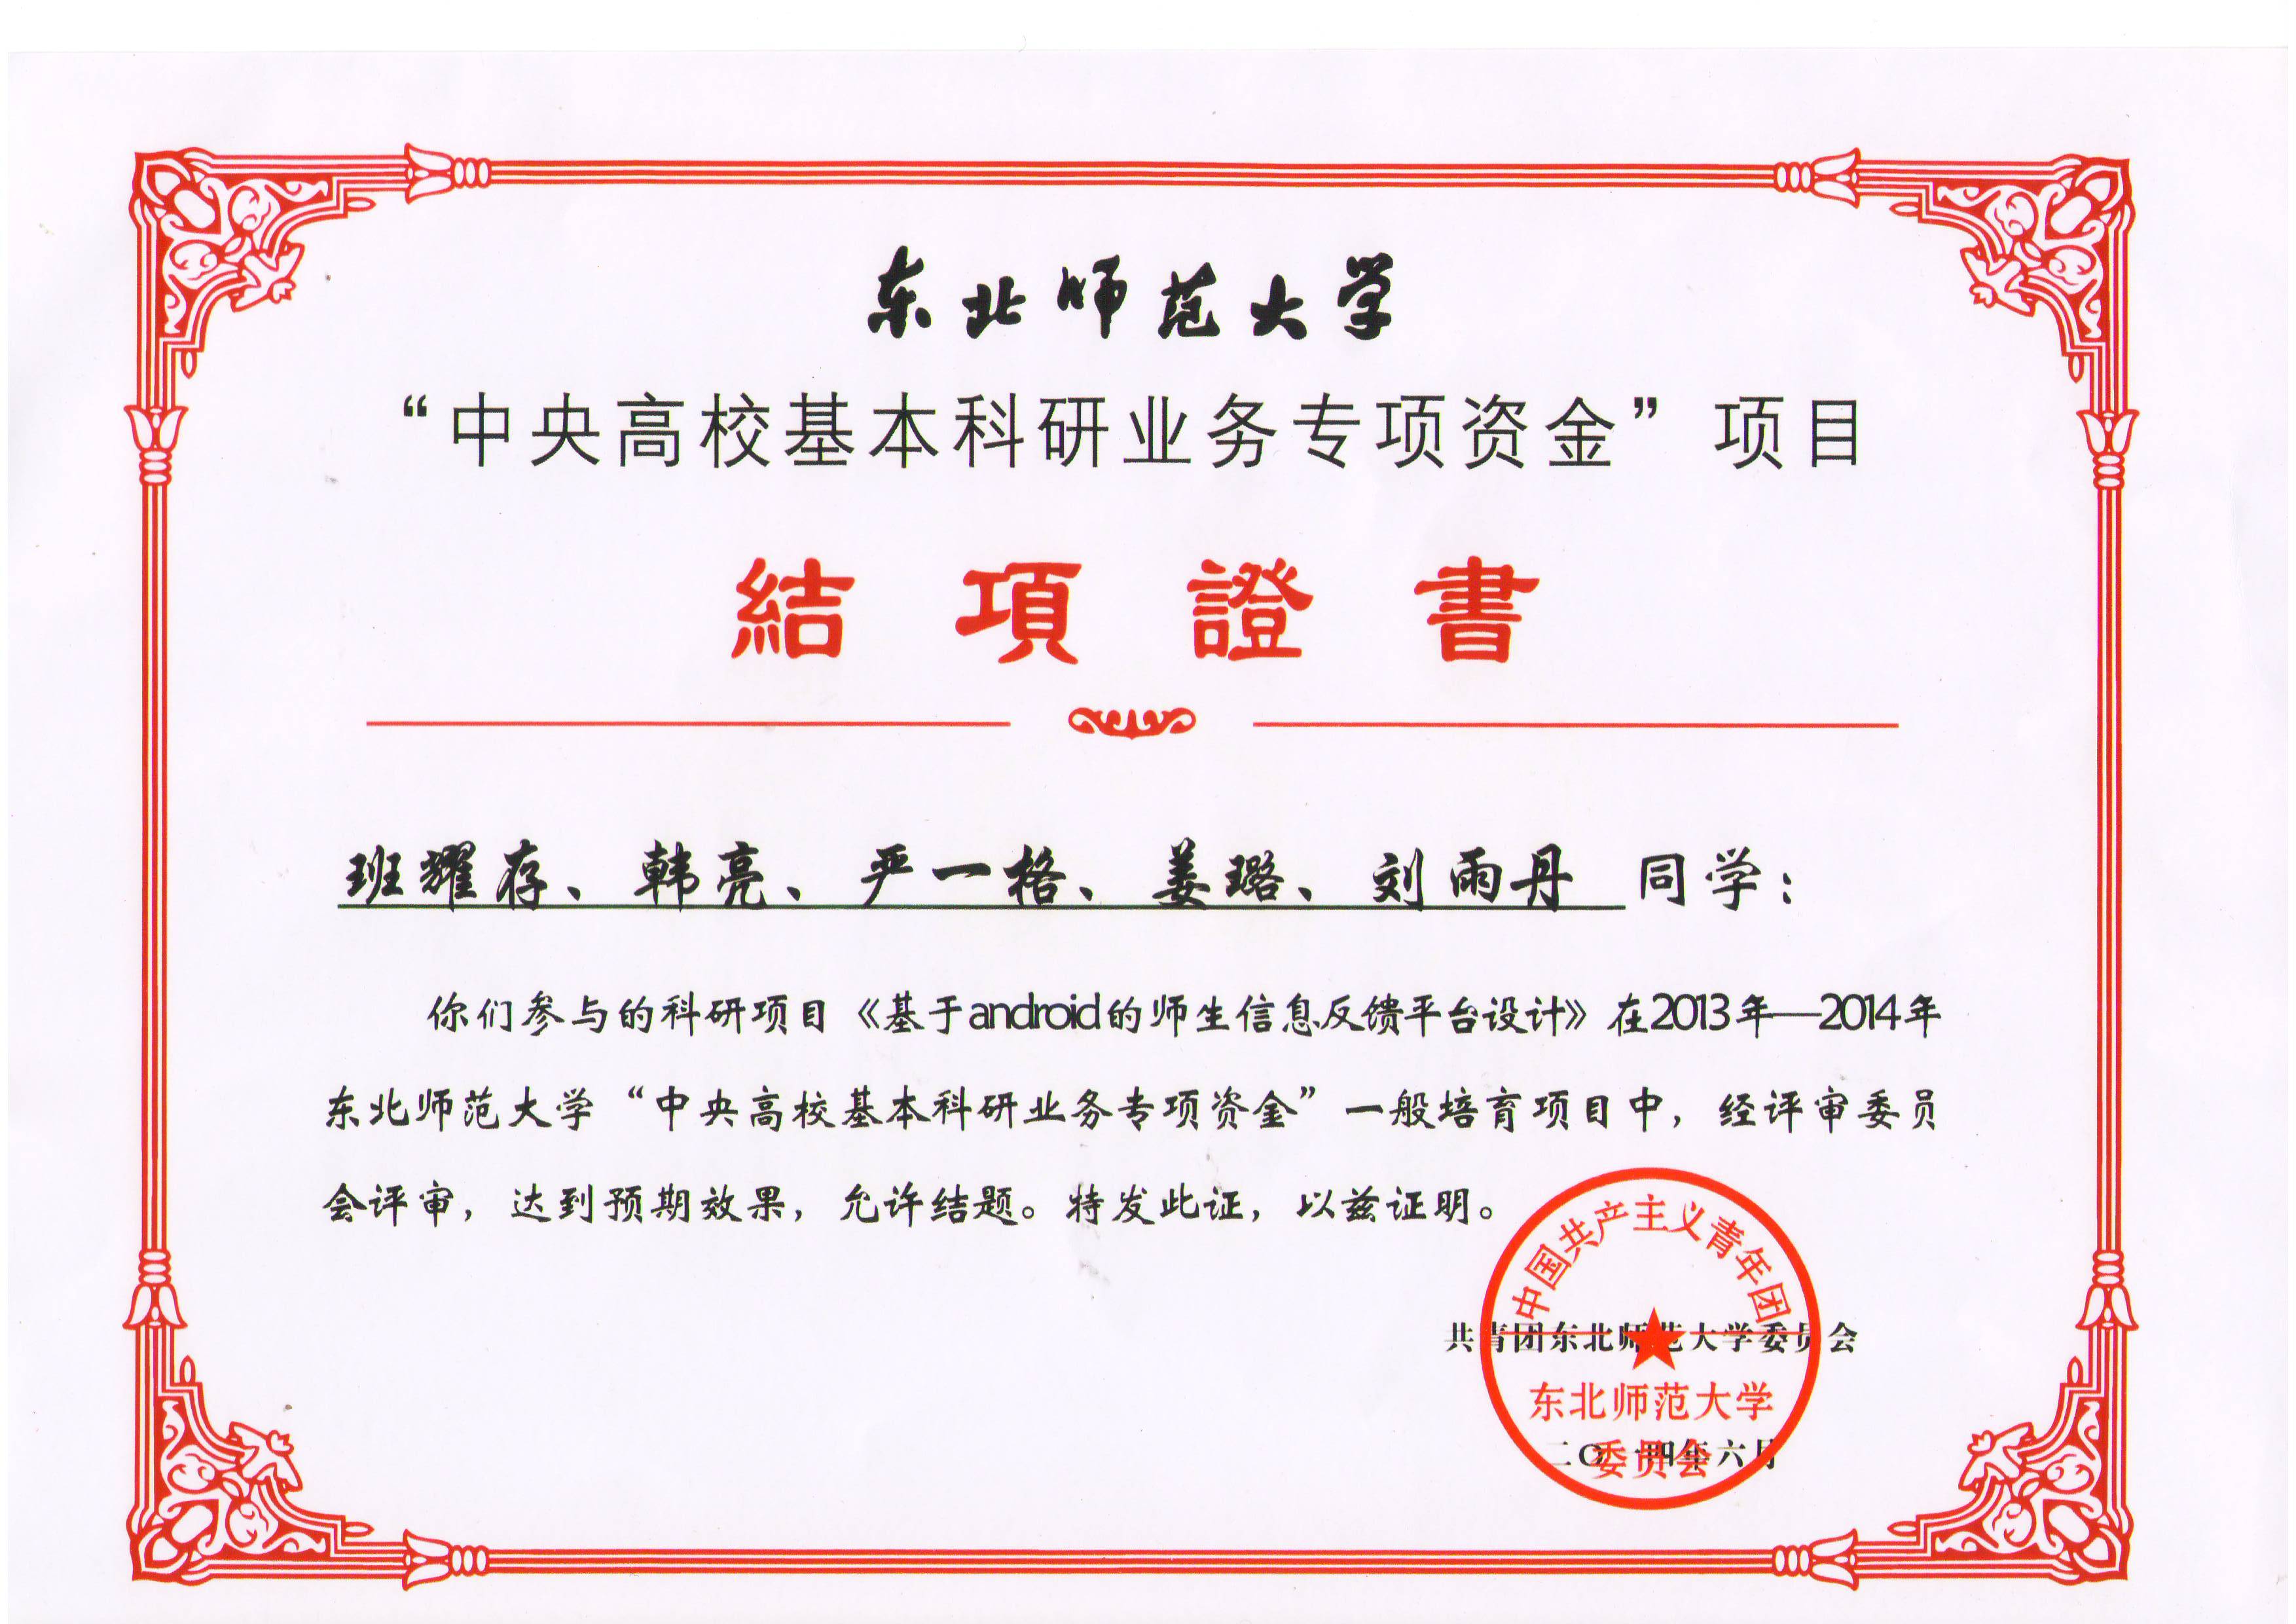 东北师范大学
“中央高校基本科研业务专项资金”项目
結項證書
班耀存、韩亮、严一格、姜璐、刘雨丹 同学：
你们参与的科研项目《基于android的师生信息反馈平台设计》在2013年—2014年
东北师范大学“中央高校基本科研业务专项资金”一般培育项目中，经评审委员
会评审，达到预期效果，允许结题。特发此证，以兹证明。
中国共产主义青年团
共青团东北师范大学委员会
东北师范大学
二〇一四年六月
委员会